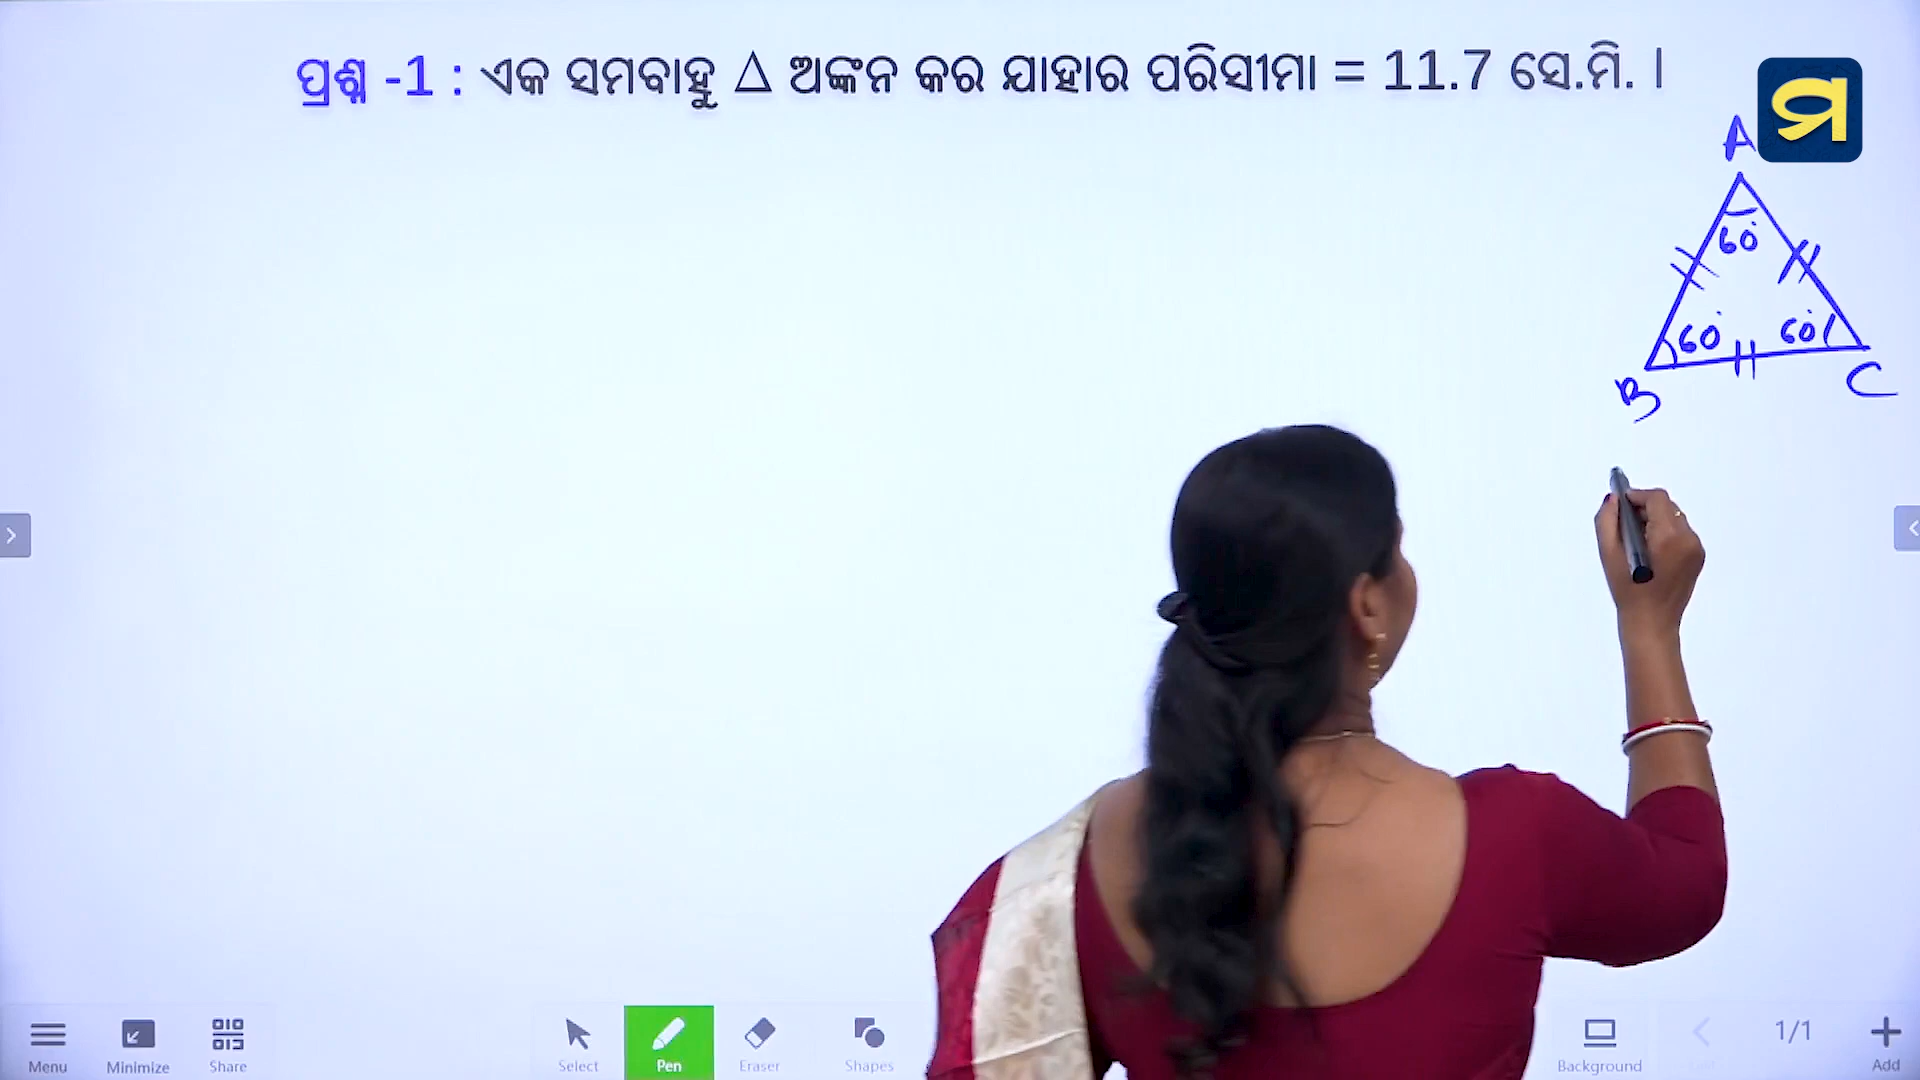 ପ୍ରଶ୍ନ -1 : ଏକ ସମବାହୁ △ ଅଙ୍କନ କର ଯାହାର ପରିସୀମା = 11.7 ସେ.ମି. ।
ମ
A
60°
60° 60°
B C
Menu Minimize Share Select Pen Eraser Shapes Background 1/1 Add